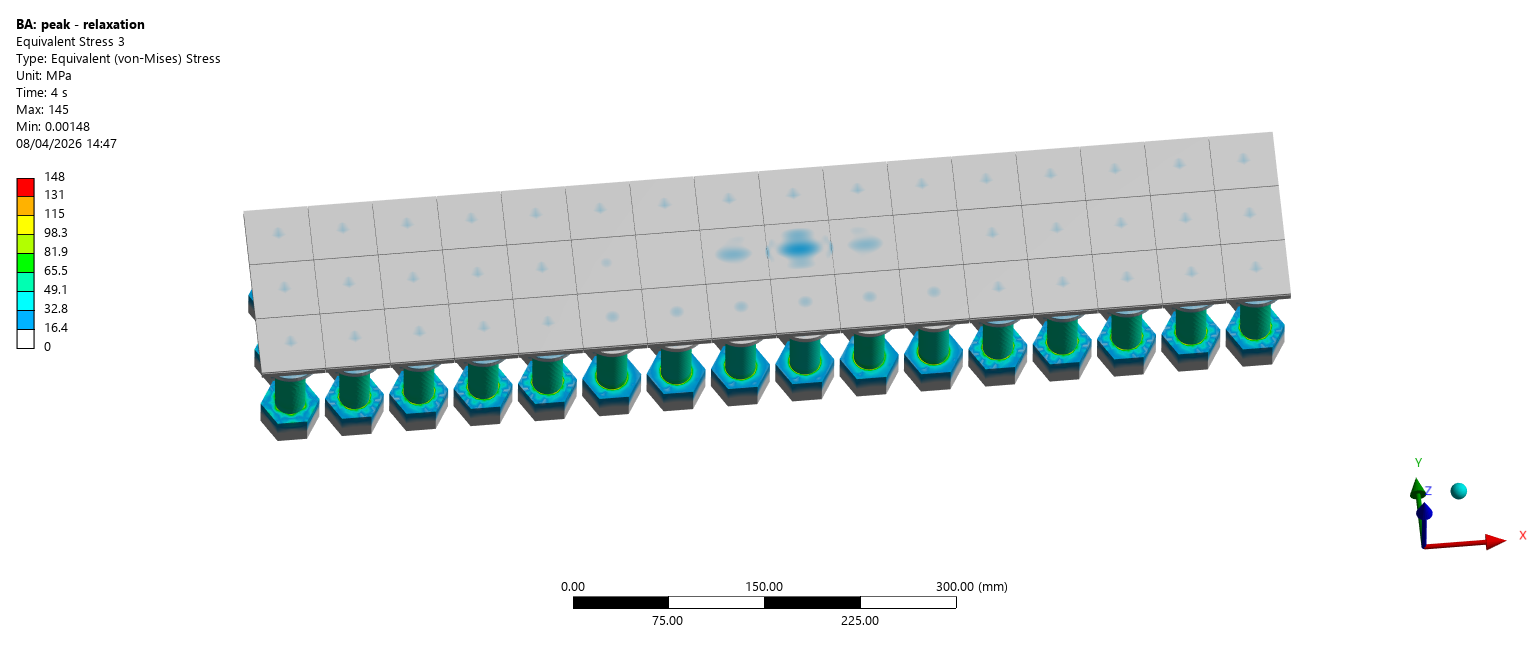 BA: peak - relaxation
Equivalent Stress 3
Type: Equivalent (von-Mises) Stress
Unit: MPa
Time: 4 s
Max: 145
Min: 0.00148
08/04/2026 14:47
148
131
115
98.3
81.9
65.5
49.1
32.8
16.4
0
Y
Z
X
0.00 150.00 300.00 (mm)
75.00 225.00